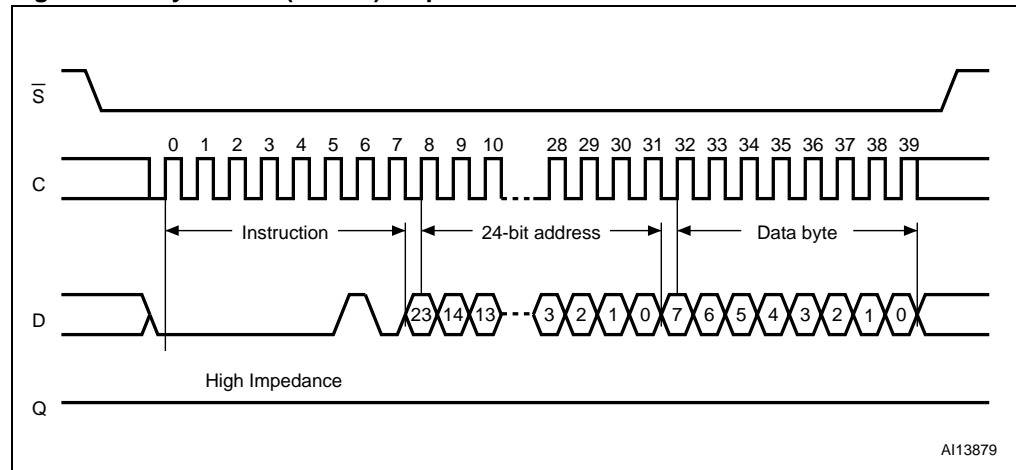 S
0 1 2 3 4 5 6 7 8 9 10 28 29 30 31 32 33 34 35 36 37 38 39
C
Instruction 24-bit address Data byte
D
23 14 13 3 2 1 0 7 6 5 4 3 2 1 0
High Impedance
Q
AI13879